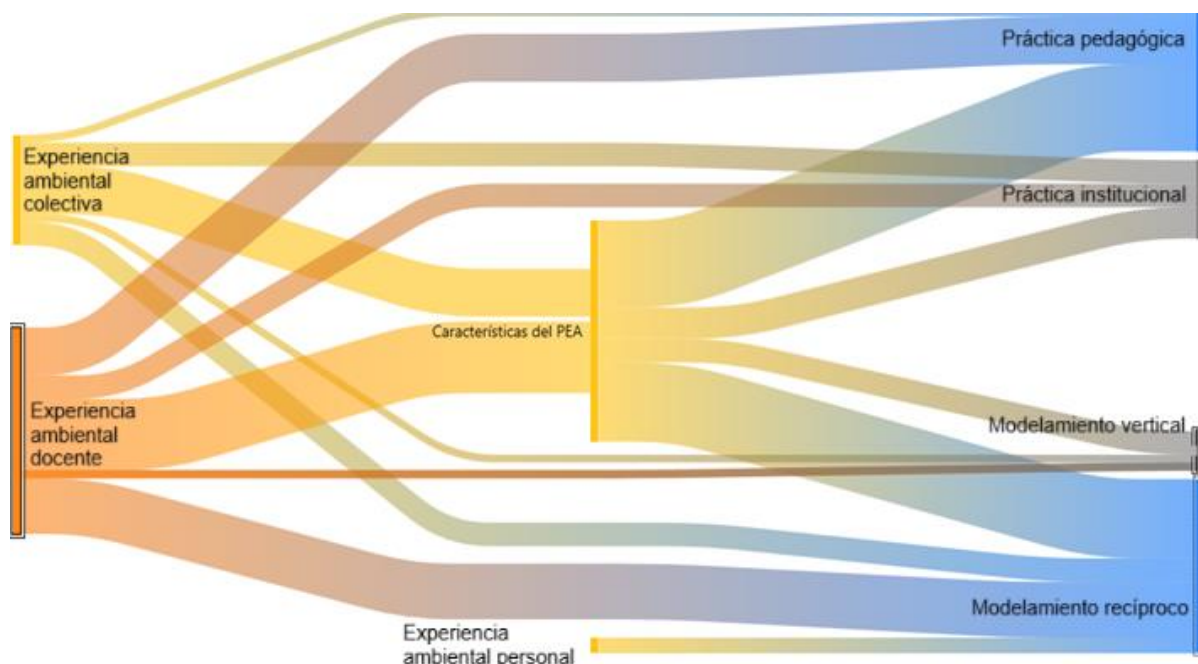 Práctica pedagógica
Experiencia
ambiental
colectiva
Práctica institucional
Características del PEA
Experiencia
ambiental
docente
Modelamiento vertical
Modelamiento recíproco
Experiencia
ambiental personal